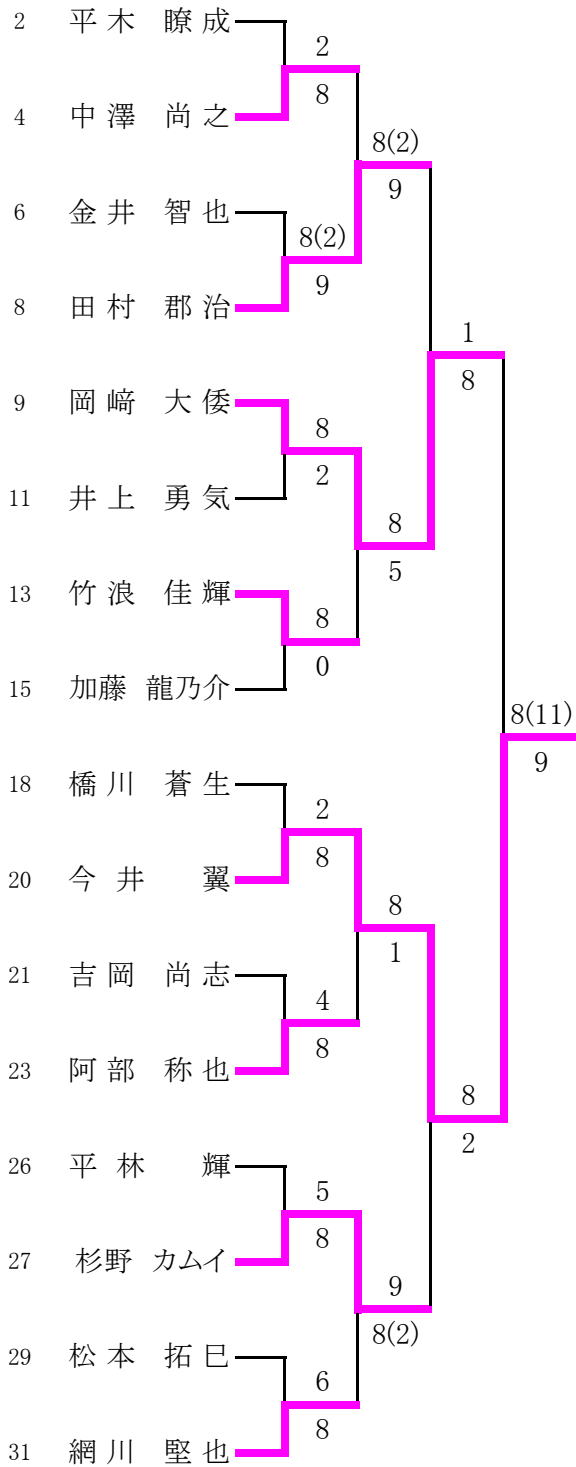 2 平木 瞭成
2
8
4 中澤 尚之
8(2)
9
6 金井 智也
8(2)
9
8 田村 郡治
1
8
9 岡﨑 大倭
8
2
11 井上 勇気
8
5
13 竹浪 佳輝
8
0
15 加藤 龍乃介
8(11)
9
18 橋川 蒼生
2
8
20 今井 翼
8
1
21 吉岡 尚志
4
8
23 阿部 称也
8
2
26 平林 輝
5
8
27 杉野 カムイ
9
8(2)
29 松本 拓巳
6
8
31 網川 堅也